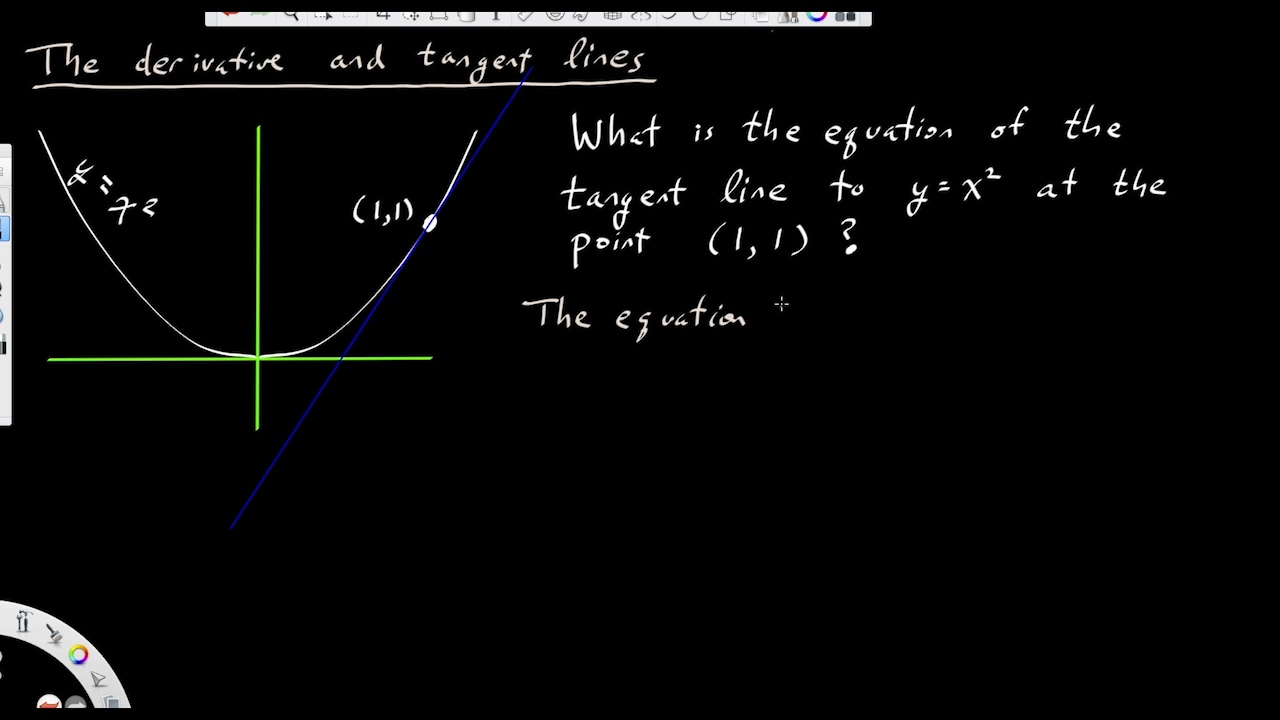 The derivative and tangent lines
What is the equation of the
tangent line to y=x² at the
point (1,1) ?
(1,1)
The equation